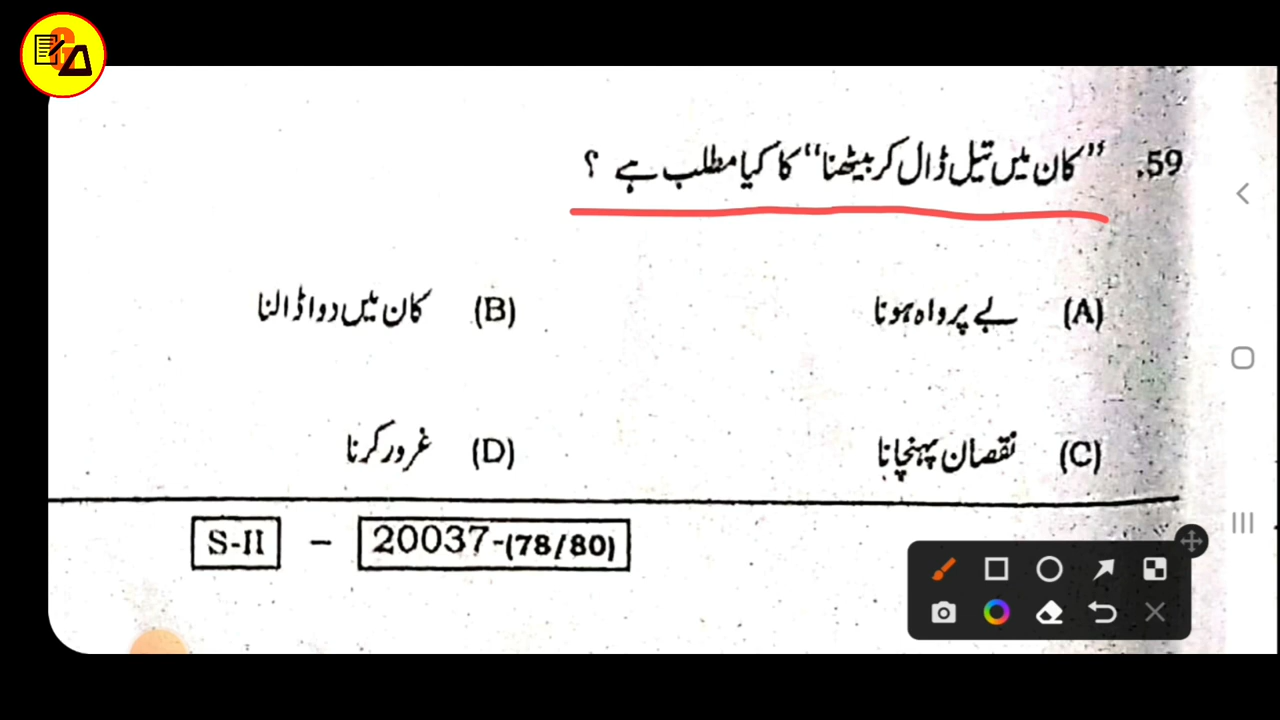 59. ”کان میں تیل ڈال کر بیٹھنا“ کا کیا مطلب ہے ؟
(A) بے پرواہ ہونا (B) کان میں دوا ڈالنا
(C) نقصان پہنچانا (D) غرور کرنا
S-II – 20037-(78/80)